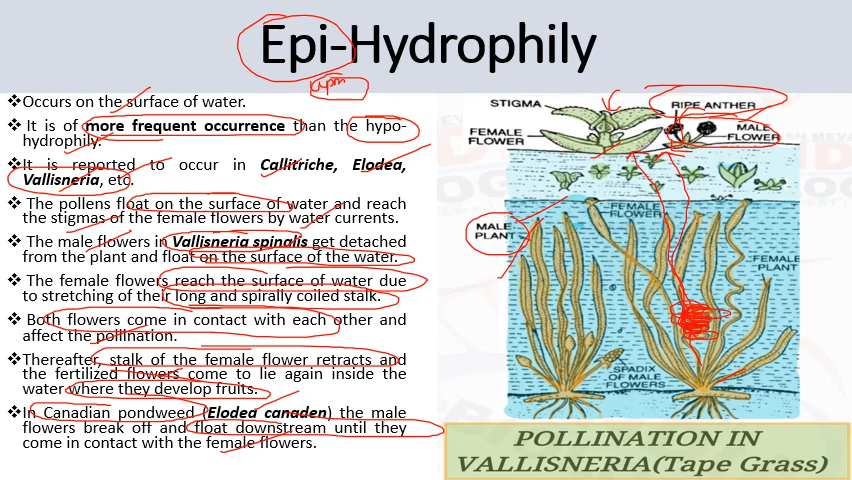 Epi-Hydrophily
❖Occurs on the surface of water.
❖ It is of more frequent occurrence than the hypo-
hydrophily.
❖ It is reported to occur in Callitriche, Elodea,
Vallisneria, etc.
❖ The pollens float on the surface of water and reach
the stigmas of the female flowers by water currents.
❖ The male flowers in Vallisneria spinalis get detached
from the plant and float on the surface of the water.
❖ The female flowers reach the surface of water due
to stretching of their long and spirally coiled stalk.
❖ Both flowers come in contact with each other and
affect the pollination.
❖Thereafter, stalk of the female flower retracts and
the fertilized flowers come to lie again inside the
water where they develop fruits.
❖ In Canadian pondweed (Elodea canaden) the male
flowers break off and float downstream until they
come in contact with the female flowers.
STIGMA
RIPE ANTHER
FEMALE
FLOWER
MALE
FLOWER
FEMALE
FLOWER
MALE
PLANT
FEMALE
PLANT
SPADIX
OF MALE
FLOWERS
POLLINATION IN
VALLISNERIA(Tape Grass)